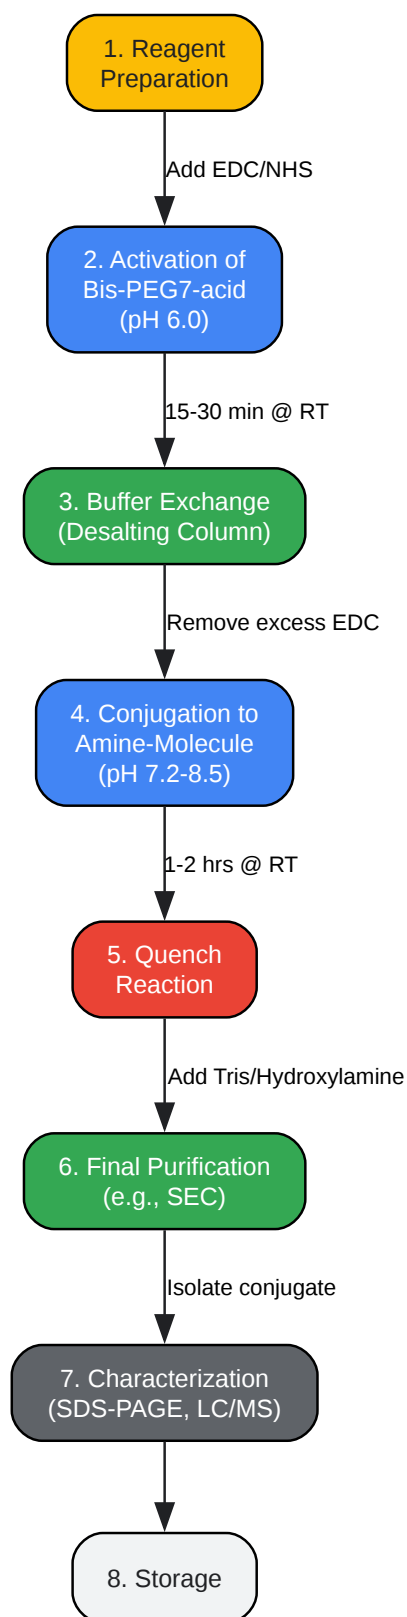 1. Reagent
Preparation
Add EDC/NHS
2. Activation of
Bis-PEG7-acid
(pH 6.0)
15-30 min @ RT
3. Buffer Exchange
(Desalting Column)
Remove excess EDC
4. Conjugation to
Amine-Molecule
(pH 7.2-8.5)
1-2 hrs @ RT
5. Quench
Reaction
Add Tris/Hydroxylamine
6. Final Purification
(e.g., SEC)
Isolate conjugate
7. Characterization
(SDS-PAGE, LC/MS)
8. Storage